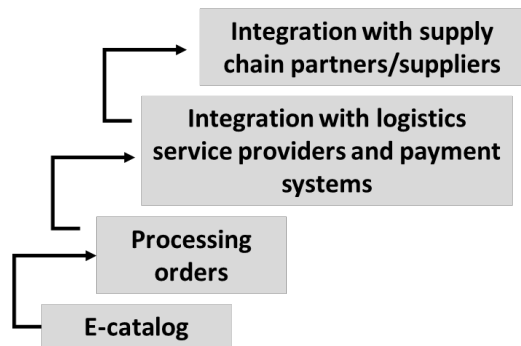 Integration with supply
chain partners/suppliers
Integration with logistics
service providers and payment
systems
Processing
orders
E-catalog